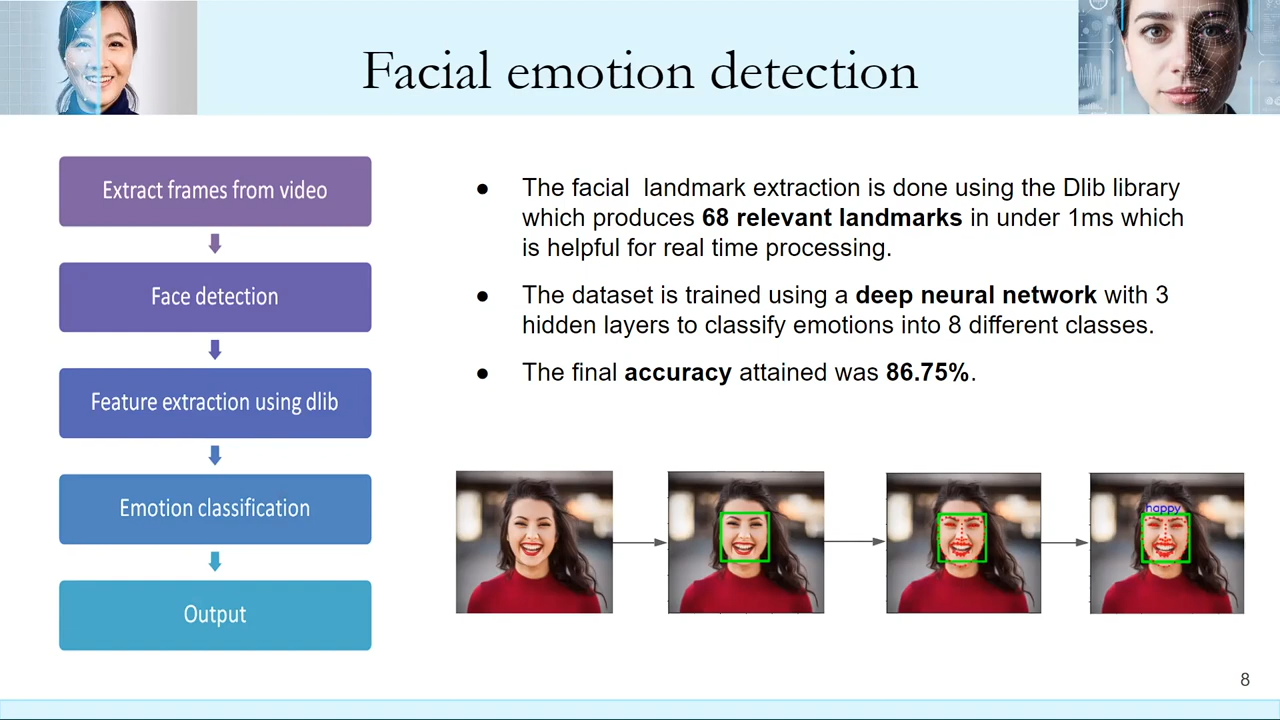 Facial emotion detection
Extract frames from video
Face detection
Feature extraction using dlib
Emotion classification
Output
● The facial landmark extraction is done using the Dlib library
which produces 68 relevant landmarks in under 1ms which
is helpful for real time processing.
● The dataset is trained using a deep neural network with 3
hidden layers to classify emotions into 8 different classes.
● The final accuracy attained was 86.75%.
happy
8